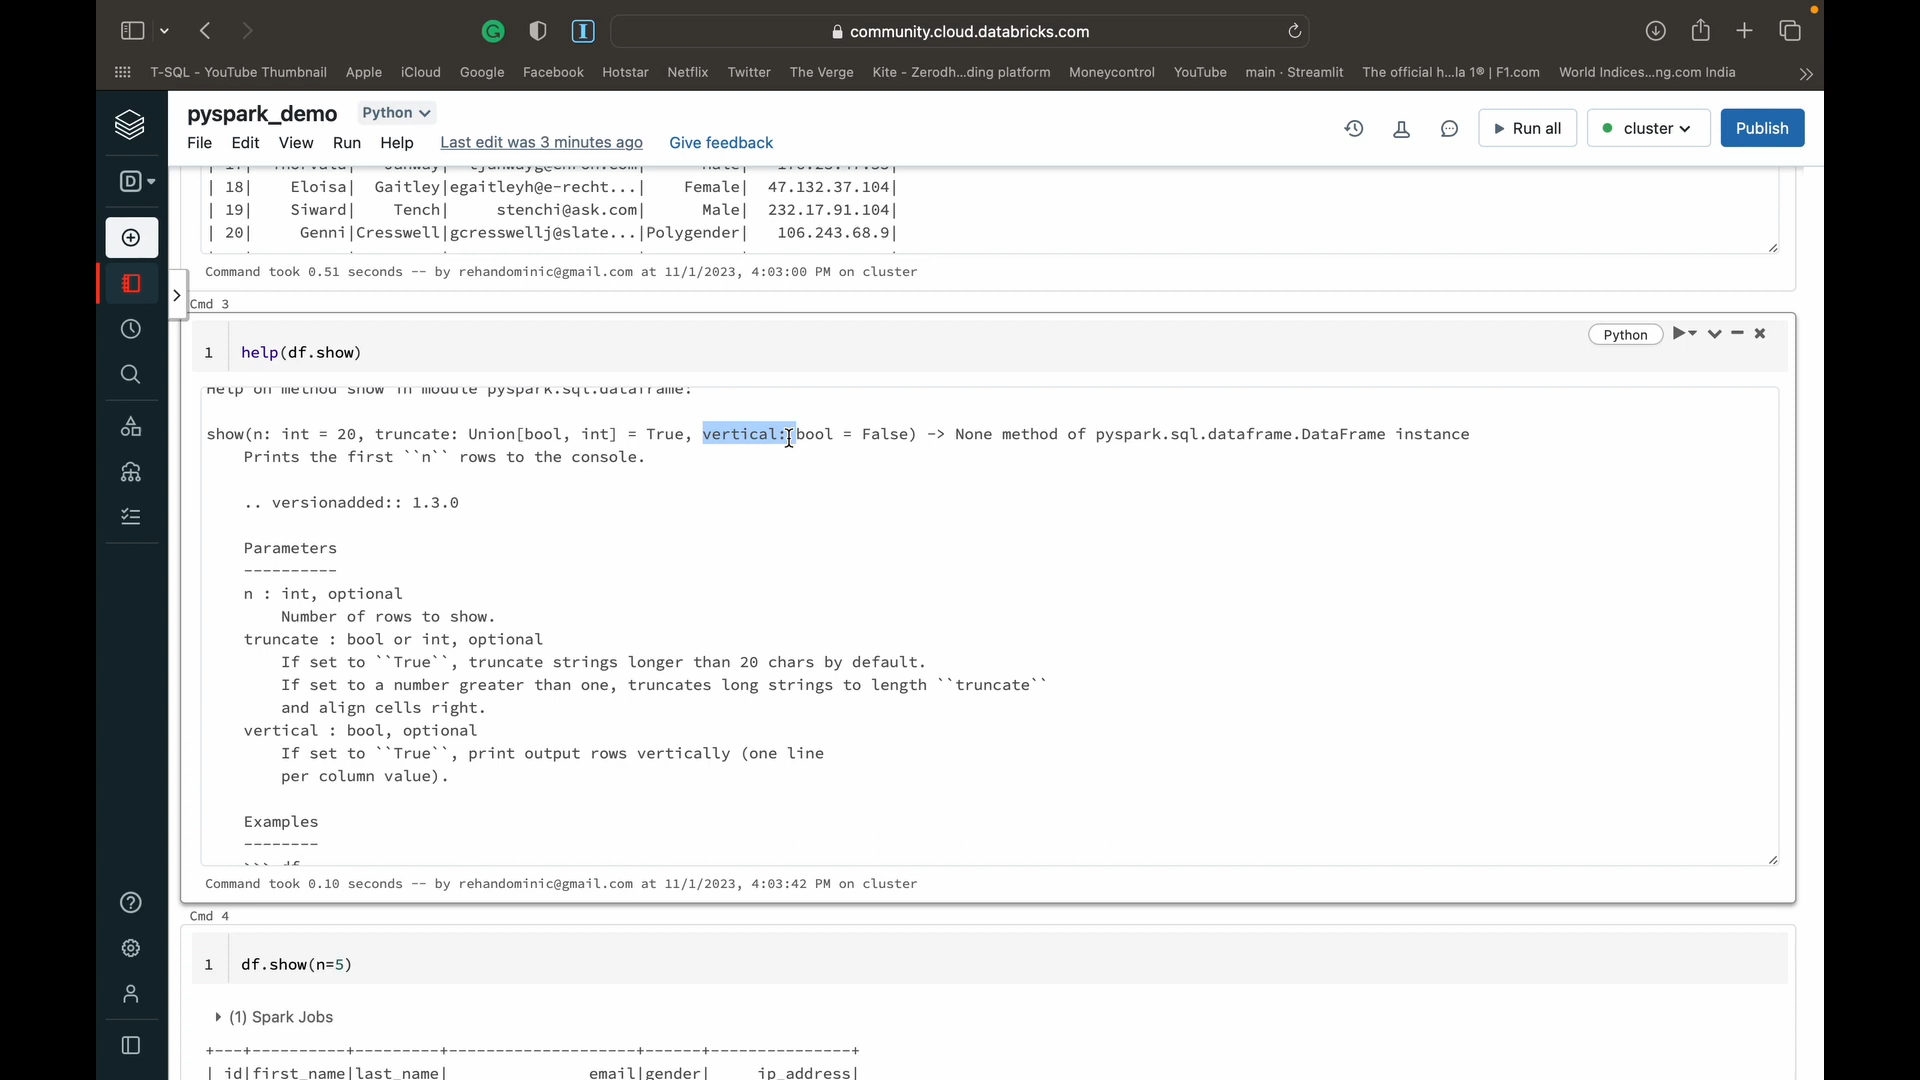 community.cloud.databricks.com
T-SQL - YouTube Thumbnail Apple iCloud Google Facebook Hotstar Netflix Twitter The Verge Kite - Zerodh...ding platform Moneycontrol YouTube main · Streamlit The official h...la 1® | F1.com World Indices...ng.com India
pyspark_demo Python
File Edit View Run Help Last edit was 3 minutes ago Give feedback
Run all cluster Publish
D
| 18| Eloisa| Gaitley|egaitleyh@e-recht...| Female| 47.132.37.104|
| 19| Siward| Tench| stenchi@ask.com| Male| 232.17.91.104|
| 20| Genni|Cresswell|gcresswellj@slate...|Polygender| 106.243.68.9|
Command took 0.51 seconds -- by rehandominic@gmail.com at 11/1/2023, 4:03:00 PM on cluster
Cmd 3
Python
1 help(df.show)
Help on method show in module pyspark.sql.dataframe:
show(n: int = 20, truncate: Union[bool, int] = True, vertical: bool = False) -> None method of pyspark.sql.dataframe.DataFrame instance
Prints the first ``n`` rows to the console.
.. versionadded:: 1.3.0
Parameters
----------
n : int, optional
Number of rows to show.
truncate : bool or int, optional
If set to ``True``, truncate strings longer than 20 chars by default.
If set to a number greater than one, truncates long strings to length ``truncate``
and align cells right.
vertical : bool, optional
If set to ``True``, print output rows vertically (one line
per column value).
Examples
--------
>>> df
Command took 0.10 seconds -- by rehandominic@gmail.com at 11/1/2023, 4:03:42 PM on cluster
Cmd 4
1 df.show(n=5)
(1) Spark Jobs
+---+----------+---------+--------------------+------+---------------+
| id|first_name|last_name| email|gender| ip_address|